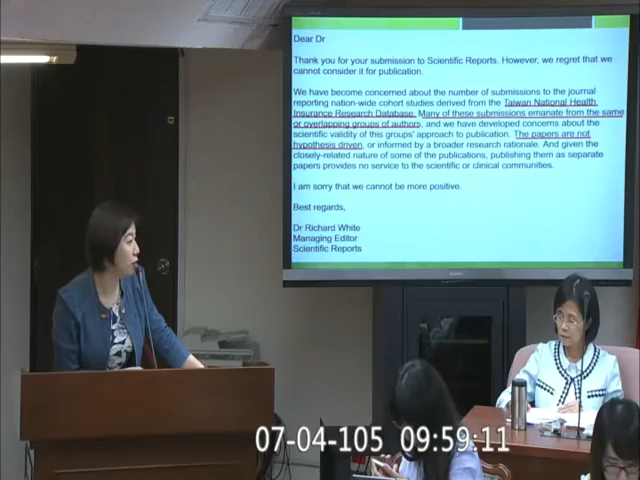 Dear Dr
Thank you for your submission to Scientific Reports. However, we regret that we
cannot consider it for publication.
We have become concerned about the number of submissions to the journal
reporting nation-wide cohort studies derived from the Taiwan National Health
Insurance Research Database. Many of these submissions emanate from the same
or overlapping groups of authors, and we have developed concerns about the
scientific validity of this groups' approach to publication. The papers are not
hypothesis driven, or informed by a broader research rationale. And given the
closely-related nature of some of the publications, publishing them as separate
papers provides no service to the scientific or clinical communities.
I am sorry that we cannot be more positive.
Best regards,
Dr Richard White
Managing Editor
Scientific Reports
07-04-105 09:59:11